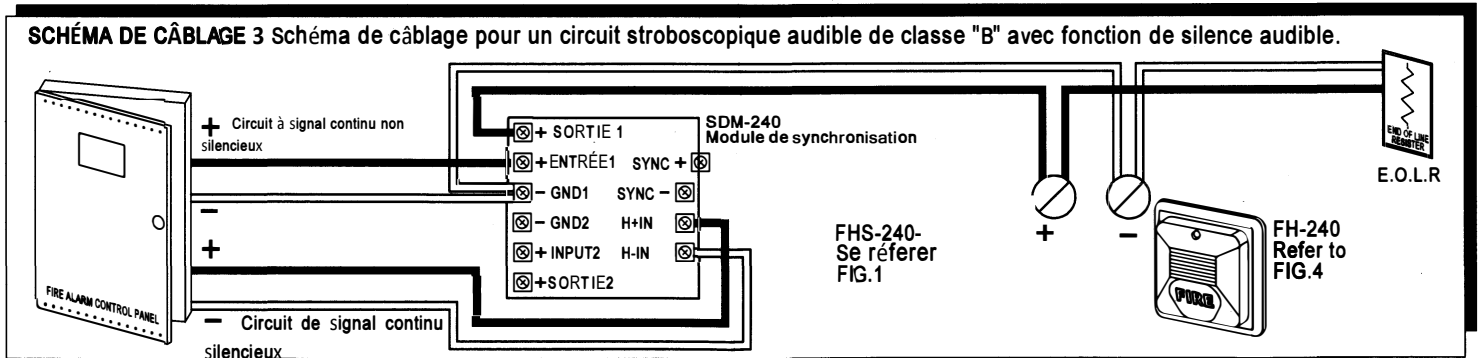 SCHÉMA DE CÂBLAGE 3 Schéma de câblage pour un circuit stroboscopique audible de classe "B" avec fonction de silence audible.
+ Circuit à signal continu non
silencieux
−
+
− Circuit de signal continu
silencieux
FIRE ALARM CONTROL PANEL
SDM-240
Module de synchronisation
+ SORTIE 1
+ ENTRÉE1 SYNC +
− GND1 SYNC −
− GND2 H+IN
+ INPUT2 H-IN
+SORTIE2
FHS-240-
Se référer
FIG.1
+ −
FIRE
FH-240
Refer to
FIG.4
END OF LINE
RESISTER
E.O.L.R